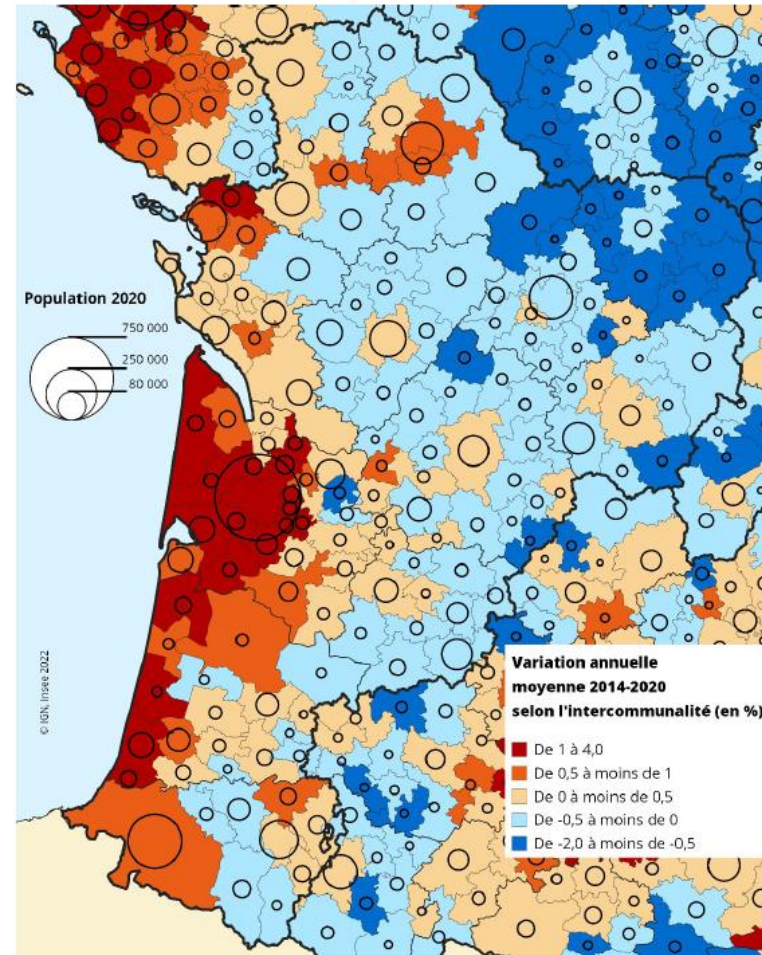 Population 2020
750 000
250 000
80 000
© IGN, Insee 2022
Variation annuelle
moyenne 2014-2020
selon l'intercommunalité (en %)
De 1 à 4,0
De 0,5 à moins de 1
De 0 à moins de 0,5
De -0,5 à moins de 0
De -2,0 à moins de -0,5